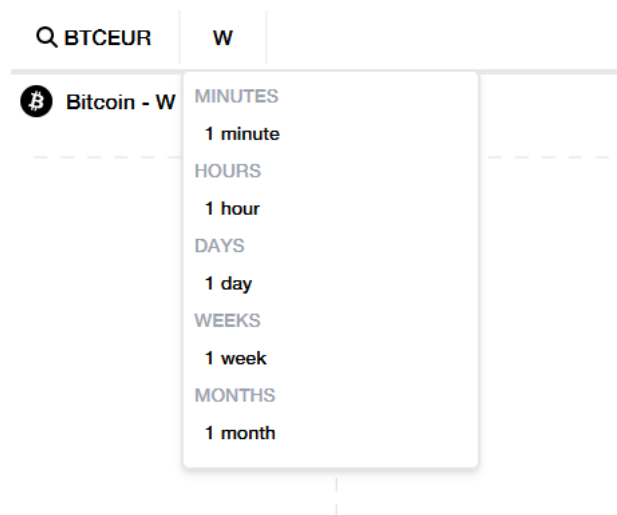 BTCEUR W
Bitcoin - W
MINUTES
1 minute
HOURS
1 hour
DAYS
1 day
WEEKS
1 week
MONTHS
1 month